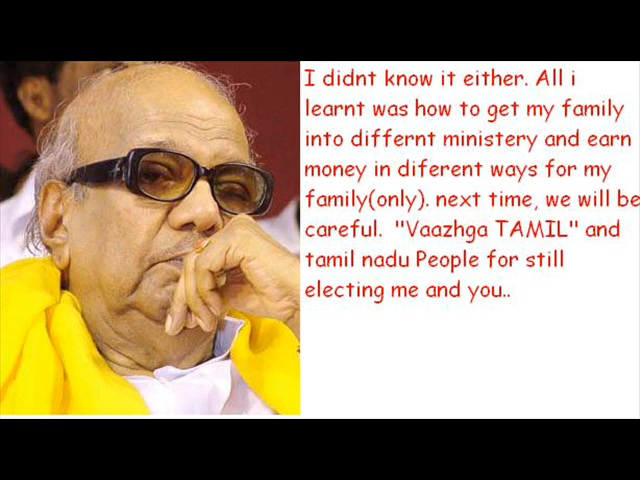 I didnt know it either. All i
learnt was how to get my family
into differnt ministery and earn
money in diferent ways for my
family(only). next time, we will be
careful.  "Vaazhga TAMIL" and
tamil nadu People for still
electing me and you..